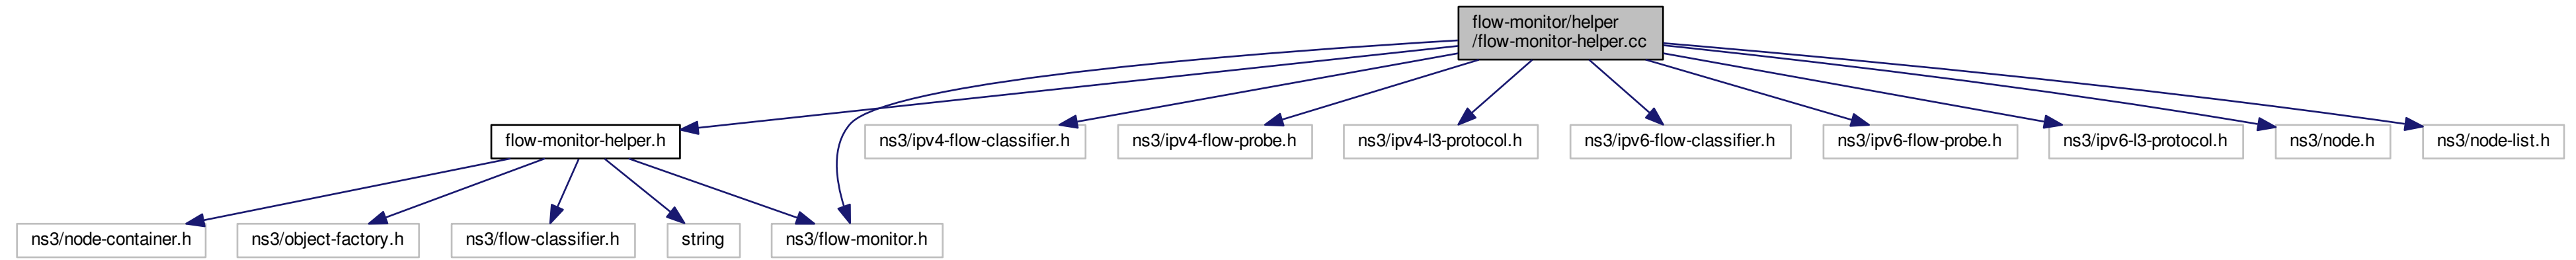 flow-monitor/helper
/flow-monitor-helper.cc
flow-monitor-helper.h
ns3/ipv4-flow-classifier.h
ns3/ipv4-flow-probe.h
ns3/ipv4-l3-protocol.h
ns3/ipv6-flow-classifier.h
ns3/ipv6-flow-probe.h
ns3/ipv6-l3-protocol.h
ns3/node.h
ns3/node-list.h
ns3/node-container.h
ns3/object-factory.h
ns3/flow-classifier.h
string
ns3/flow-monitor.h